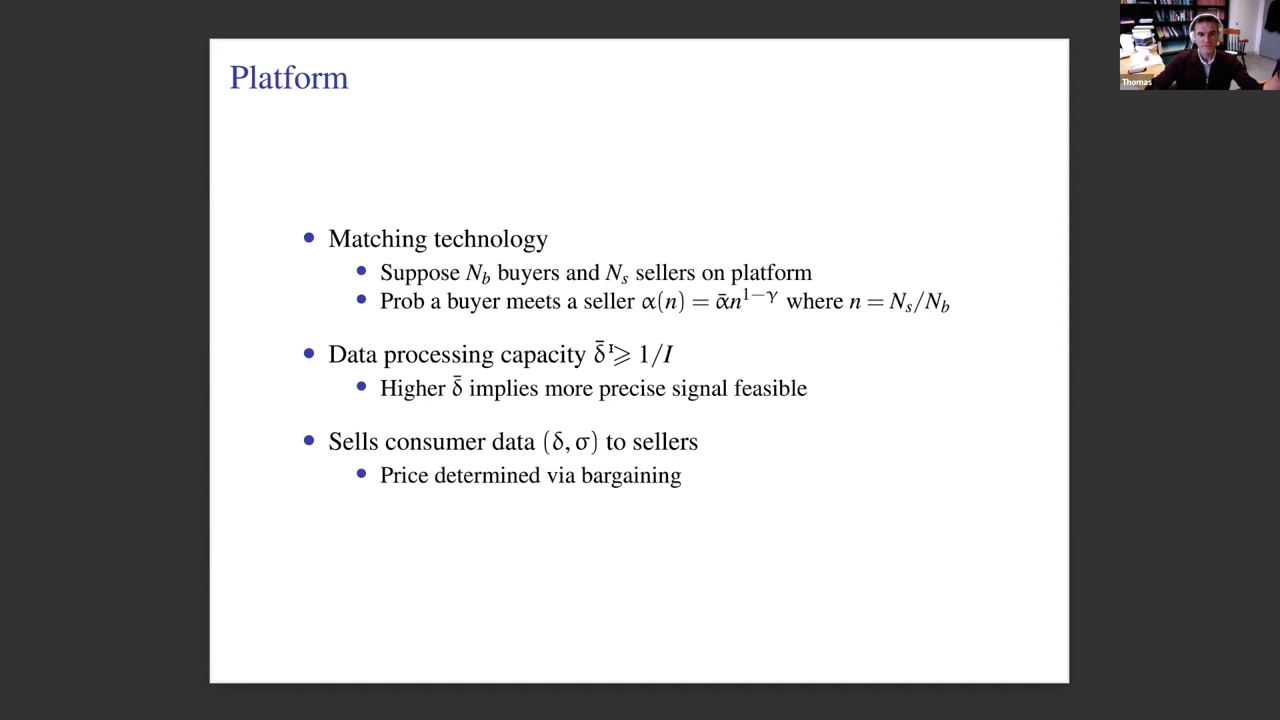 Platform
Thomas
• Matching technology
• Suppose N_b buyers and N_s sellers on platform
• Prob a buyer meets a seller α(n) = ᾱn^{1−γ} where n = N_s/N_b
• Data processing capacity δ̄ ⩾ 1/I
• Higher δ̄ implies more precise signal feasible
• Sells consumer data (δ, σ) to sellers
• Price determined via bargaining